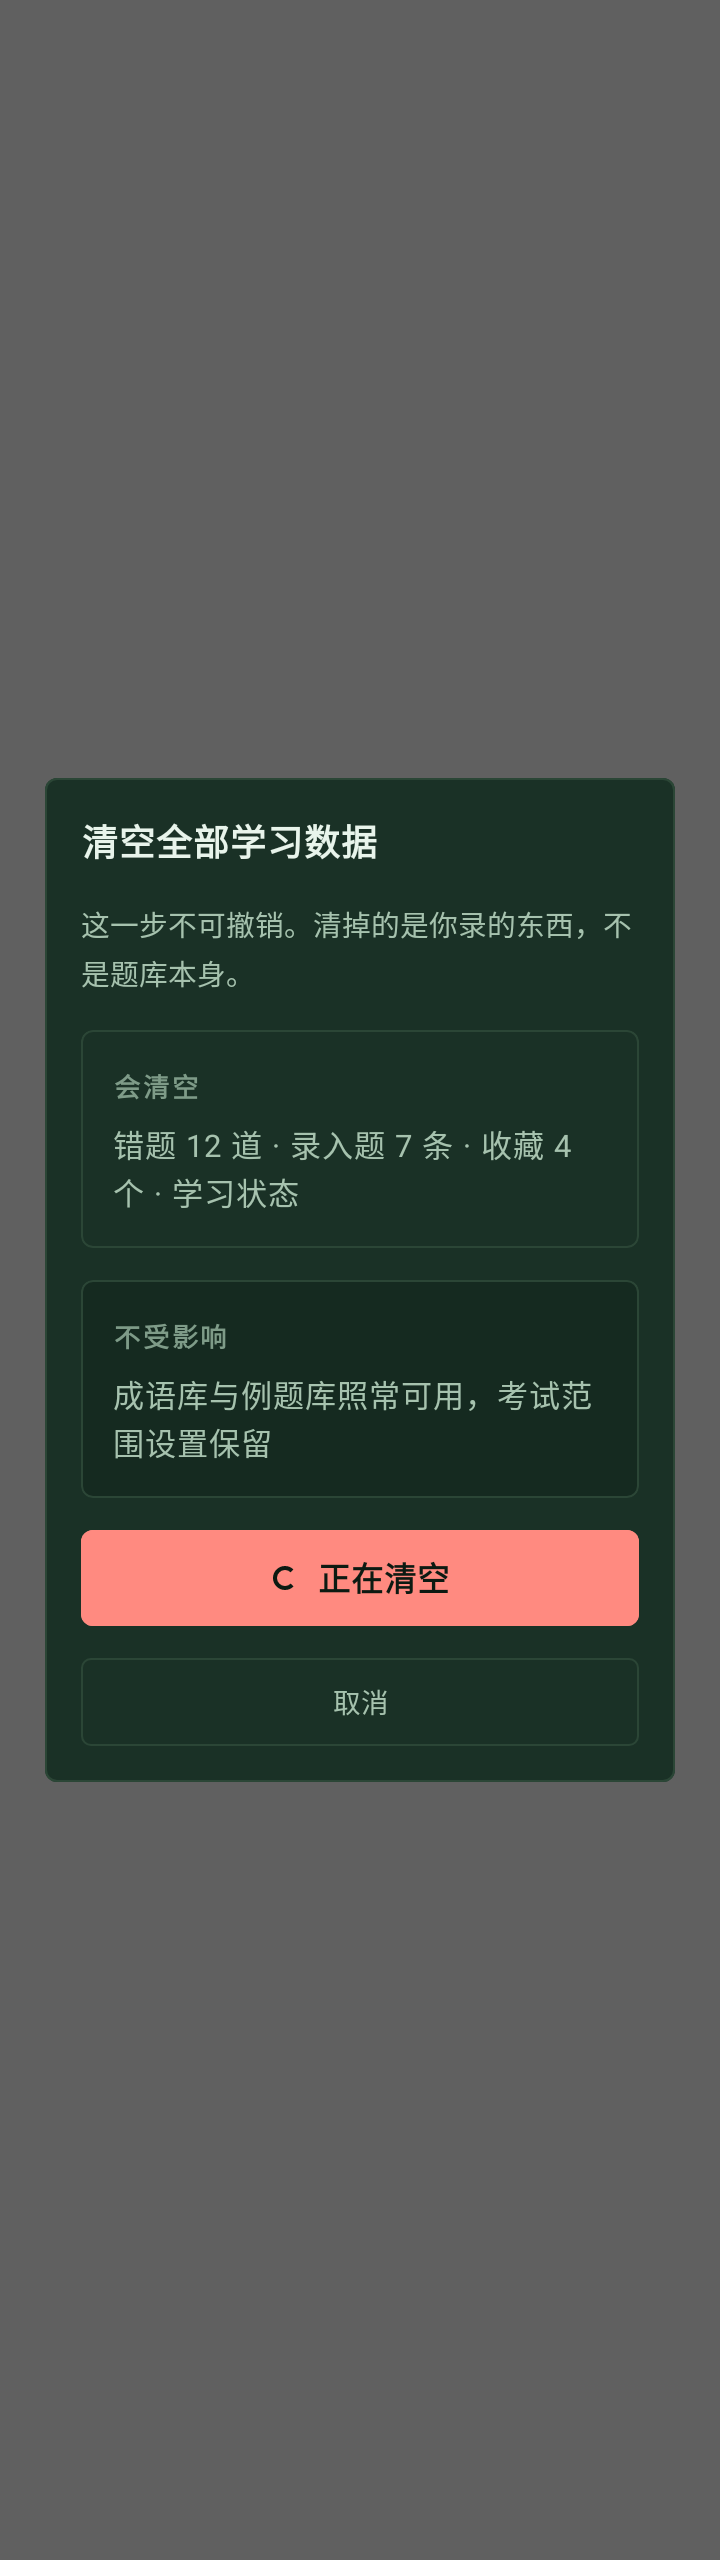 清空全部学习数据
这一步不可撤销。清掉的是你录的东西，不
是题库本身。
会清空
错题 12 道 · 录入题 7 条 · 收藏 4
个 · 学习状态
不受影响
成语库与例题库照常可用，考试范
围设置保留
正在清空
取消